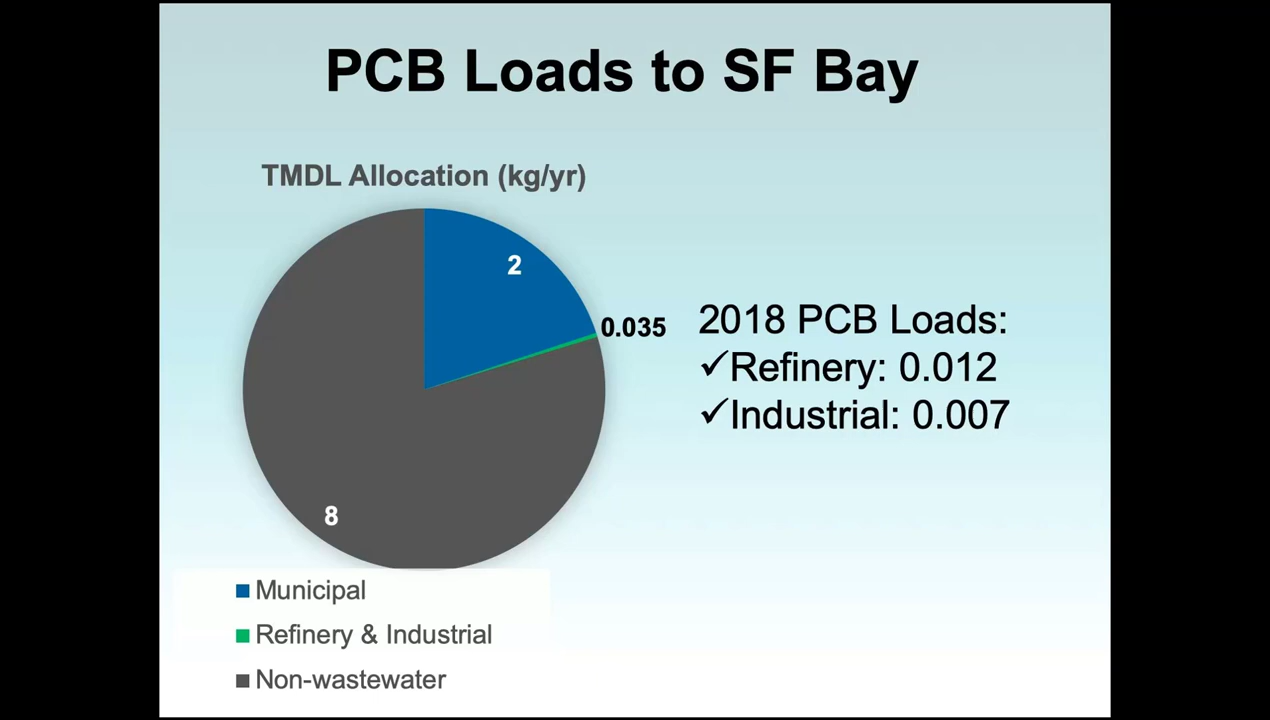 PCB Loads to SF Bay
TMDL Allocation (kg/yr)
2
0.035
8
2018 PCB Loads:
✓Refinery: 0.012
✓Industrial: 0.007
Municipal
Refinery & Industrial
Non-wastewater